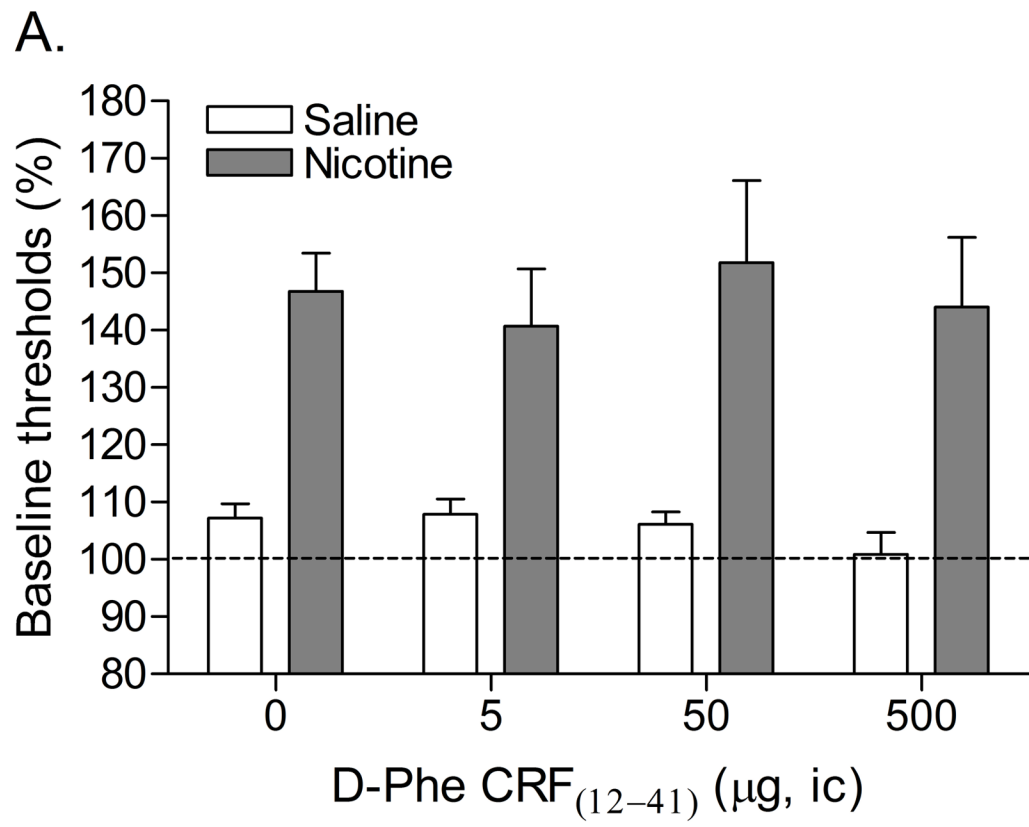 A.
180
170
160
150
140
130
120
110
100
90
80
Baseline thresholds (%)
Saline
Nicotine
0 5 50 500
D-Phe CRF(12–41) (μg, ic)